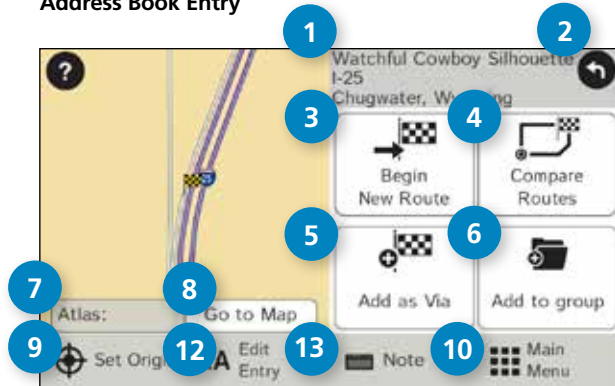 Address Book Entry
1
2
?
Watchful Cowboy Silhouette
I-25
Chugwater, W ing
3
4
Begin
New Route
Compare
Routes
5
6
Add as Via
Add to group
7
8
Atlas:
Go to Map
9
Set Orig
12
A
Edit
Entry
13
Note
10
Main
Menu